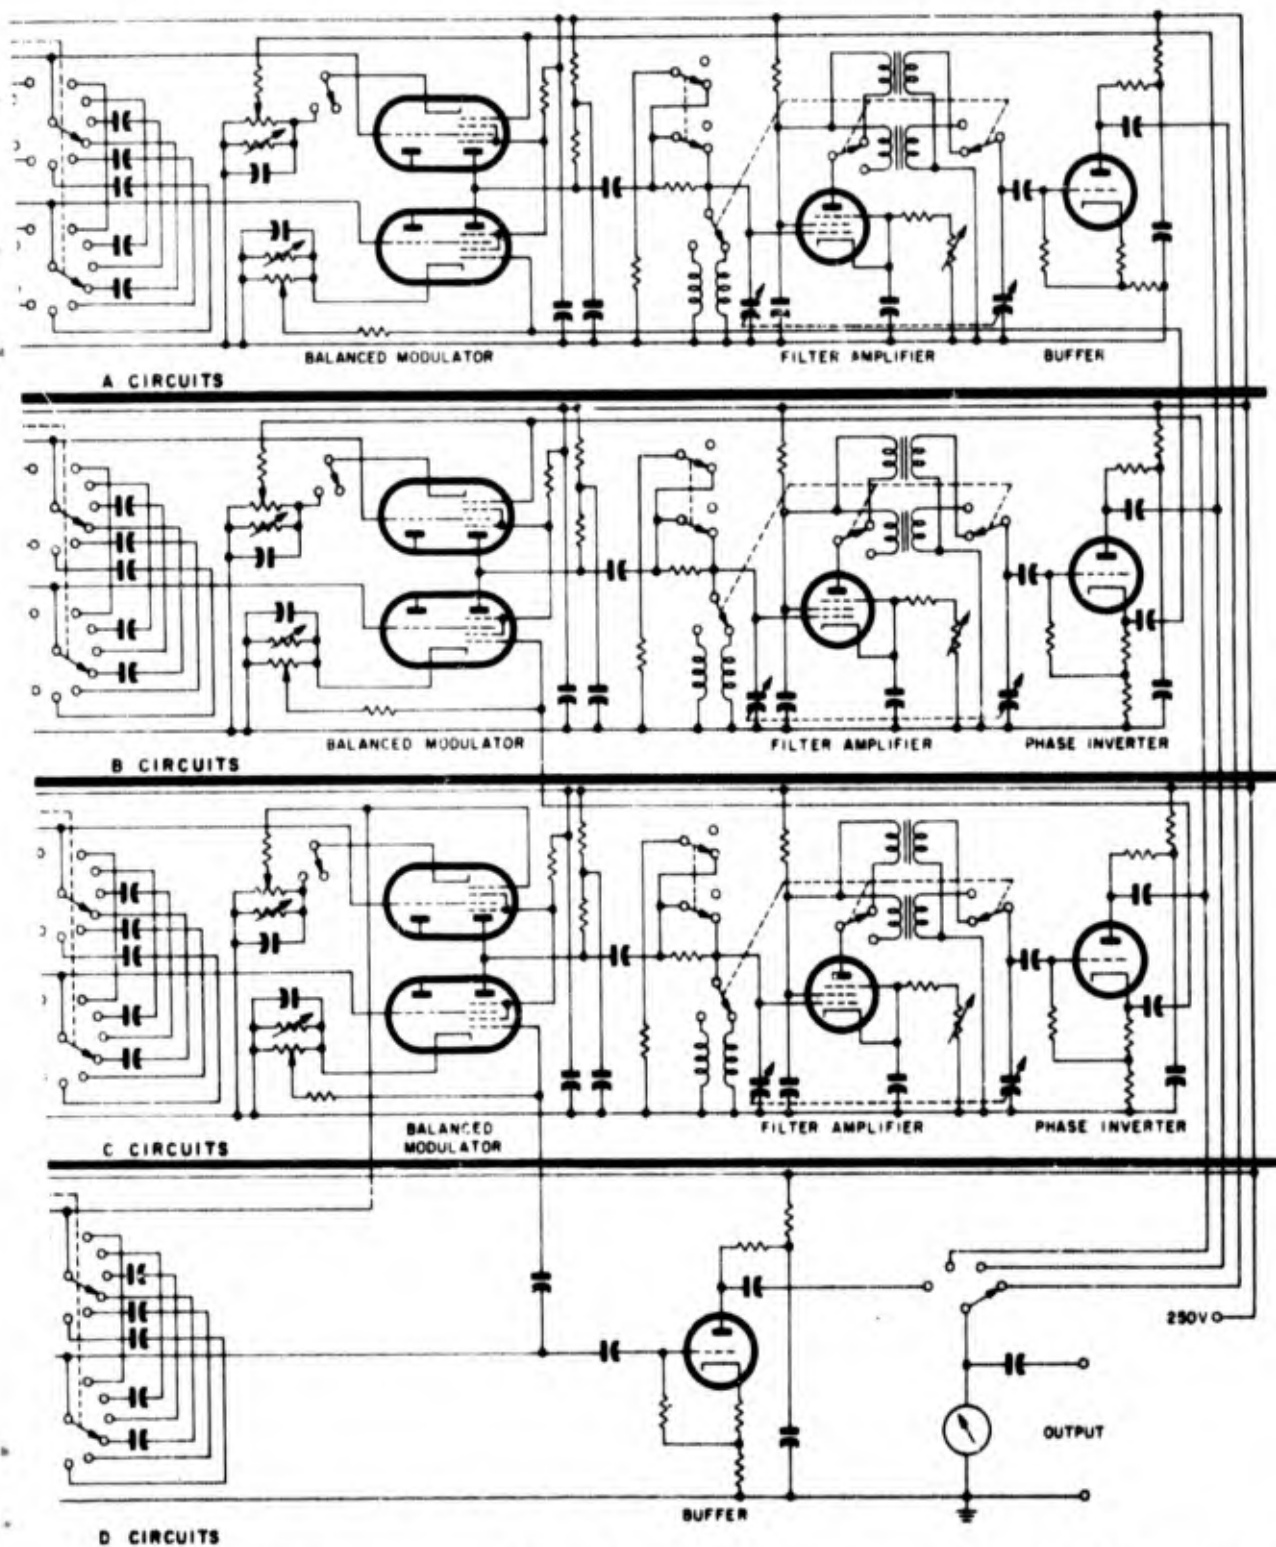 BALANCED MODULATOR
FILTER AMPLIFIER
BUFFER
A CIRCUITS
BALANCED MODULATOR
FILTER AMPLIFIER
PHASE INVERTER
B CIRCUITS
BALANCED
MODULATOR
FILTER AMPLIFIER
PHASE INVERTER
C CIRCUITS
250V
OUTPUT
BUFFER
D CIRCUITS